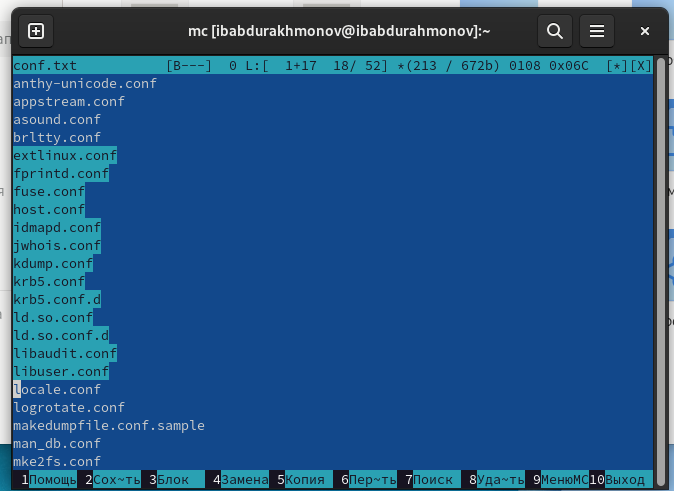 mc [ibabdurakhmonov@ibabdurahmonov]:~
conf.txt [B---] 0 L:[ 1+17 18/ 52] *(213 / 672b) 0108 0x06C [*][X]
anthy-unicode.conf
appstream.conf
asound.conf
brltty.conf
extlinux.conf
fprintd.conf
fuse.conf
host.conf
idmapd.conf
jwhois.conf
kdump.conf
krb5.conf
krb5.conf.d
ld.so.conf
ld.so.conf.d
libaudit.conf
libuser.conf
locale.conf
logrotate.conf
makedumpfile.conf.sample
man_db.conf
mke2fs.conf
1Помощь 2Сох~ть 3Блок 4Замена 5Копия 6Пер~ть 7Поиск 8Уда~ть 9МенюMC 10Выход